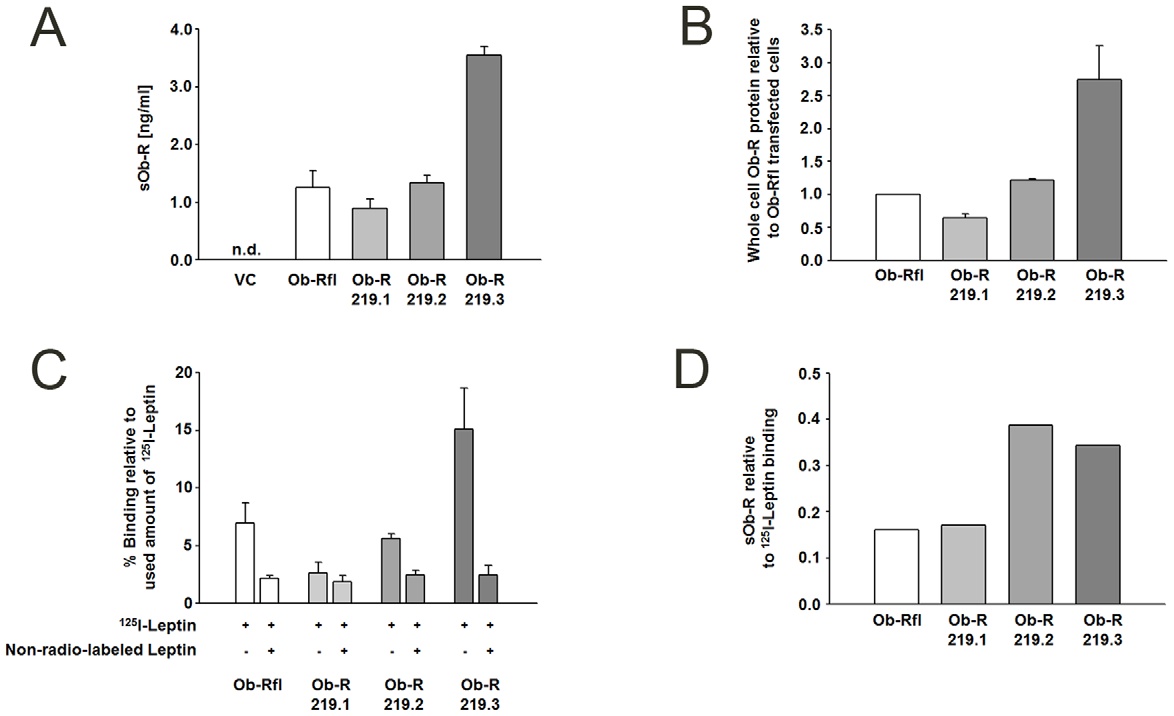 A
sOb-R [ng/ml]
4.0
3.0
2.0
1.0
0.0
n.d.
VC
Ob-Rfl
Ob-R
219.1
Ob-R
219.2
Ob-R
219.3
B
Whole cell Ob-R protein relative
to Ob-Rfl transfected cells
3.5
3.0
2.5
2.0
1.5
1.0
0.5
0.0
Ob-Rfl
Ob-R
219.1
Ob-R
219.2
Ob-R
219.3
C
% Binding relative to
used amount of ¹²⁵I-Leptin
20
15
10
5
0
¹²⁵I-Leptin + + + + + + + +
Non-radio-labeled Leptin - + - + - + - +
Ob-Rfl
Ob-R
219.1
Ob-R
219.2
Ob-R
219.3
D
sOb-R relative
to ¹²⁵I-Leptin binding
0.5
0.4
0.3
0.2
0.1
0.0
Ob-Rfl
Ob-R
219.1
Ob-R
219.2
Ob-R
219.3